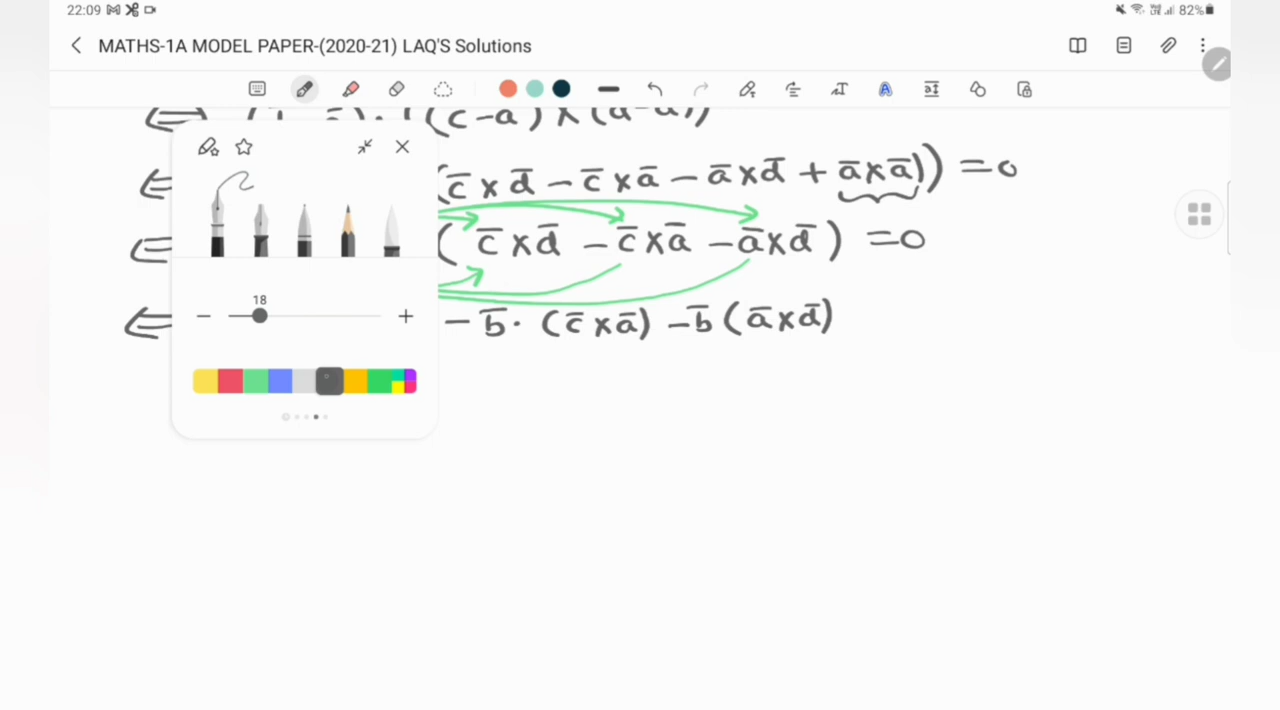 22:09 82%
MATHS-1A MODEL PAPER-(2020-21) LAQ'S Solutions
(c̄ × d̄ − c̄ × ā − ā × d̄ + ā × ā)) = 0
( c̄ × d̄ − c̄ × ā − ā × d̄ ) = 0
18
⇐ − b̄ · (c̄ × ā) − b̄ (ā × d̄)